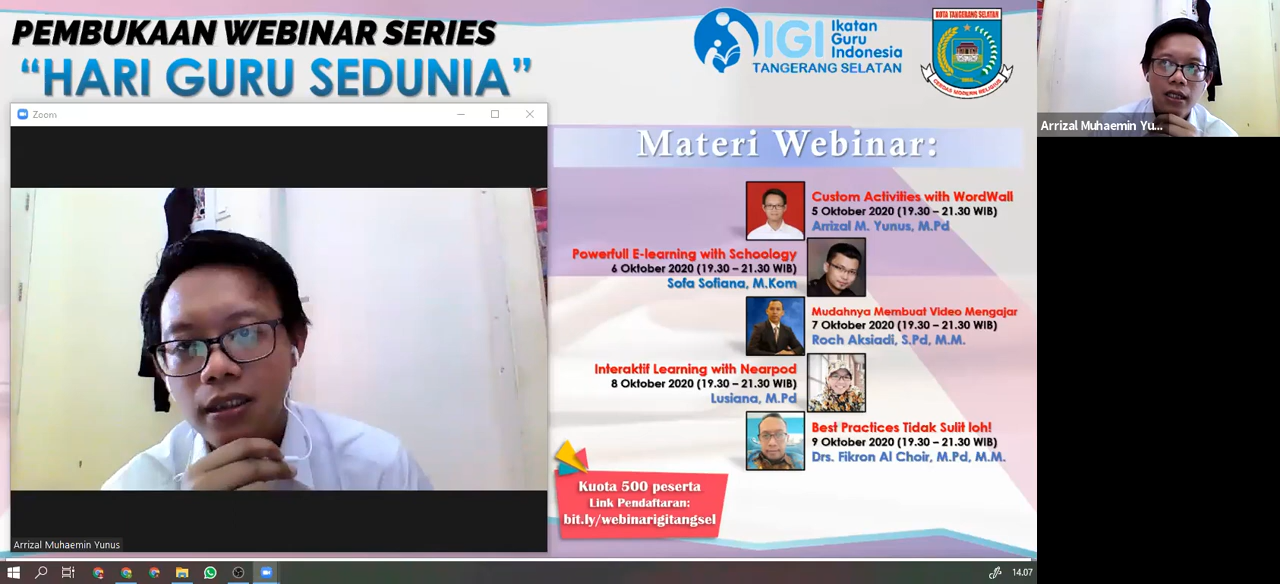 PEMBUKAAN WEBINAR SERIES
"HARI GURU SEDUNIA"
IGI Ikatan
Guru
Indonesia
TANGERANG SELATAN
KOTA TANGERANG SELATAN
CERDAS MODERN RELIGIUS
Zoom
Arrizal Muhaemin Yunus
Materi Webinar:
Custom Activities with WordWall
5 Oktober 2020 (19.30 – 21.30 WIB)
Arrizal M. Yunus, M.Pd
Powerfull E-learning with Schoology
6 Oktober 2020 (19.30 – 21.30 WIB)
Sofa Sofiana, M.Kom
Mudahnya Membuat Video Mengajar
7 Oktober 2020 (19.30 – 21.30 WIB)
Roch Aksiadi, S.Pd, M.M.
Interaktif Learning with Nearpod
8 Oktober 2020 (19.30 – 21.30 WIB)
Lusiana, M.Pd
Best Practices Tidak Sulit loh!
9 Oktober 2020 (19.30 – 21.30 WIB)
Drs. Fikron Al Choir, M.Pd, M.M.
Kuota 500 peserta
Link Pendaftaran:
bit.ly/webinarigitangsel
14.07
Arrizal Muhaemin Yu...